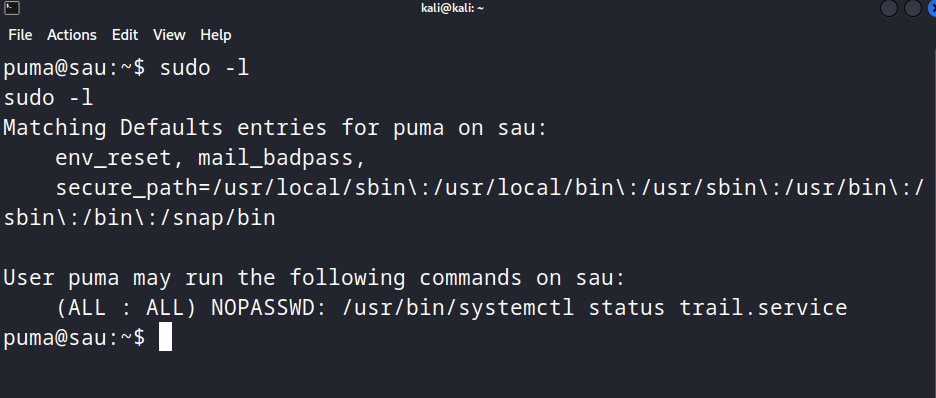 kali@kali: ~
File Actions Edit View Help
puma@sau:~$ sudo -l
sudo -l
Matching Defaults entries for puma on sau:
    env_reset, mail_badpass,
    secure_path=/usr/local/sbin\:/usr/local/bin\:/usr/sbin\:/usr/bin\:/
sbin\:/bin\:/snap/bin
User puma may run the following commands on sau:
    (ALL : ALL) NOPASSWD: /usr/bin/systemctl status trail.service
puma@sau:~$